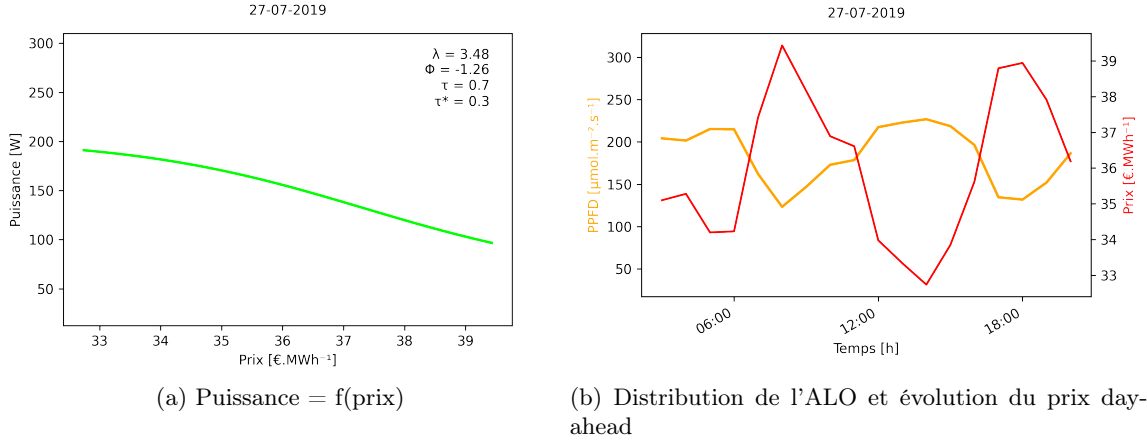 27-07-2019
300
250
200
150
100
50
Puissance [W]
λ = 3.48
Φ = -1.26
τ = 0.7
τ* = 0.3
33 34 35 36 37 38 39
Prix [€.MWh⁻¹]
(a) Puissance = f(prix)
27-07-2019
300
250
200
150
100
50
PPFD [µmol.m⁻².s⁻¹]
39
38
37
36
35
34
33
Prix [€.MWh⁻¹]
06:00 12:00 18:00
Temps [h]
(b) Distribution de l'ALO et évolution du prix day-
ahead